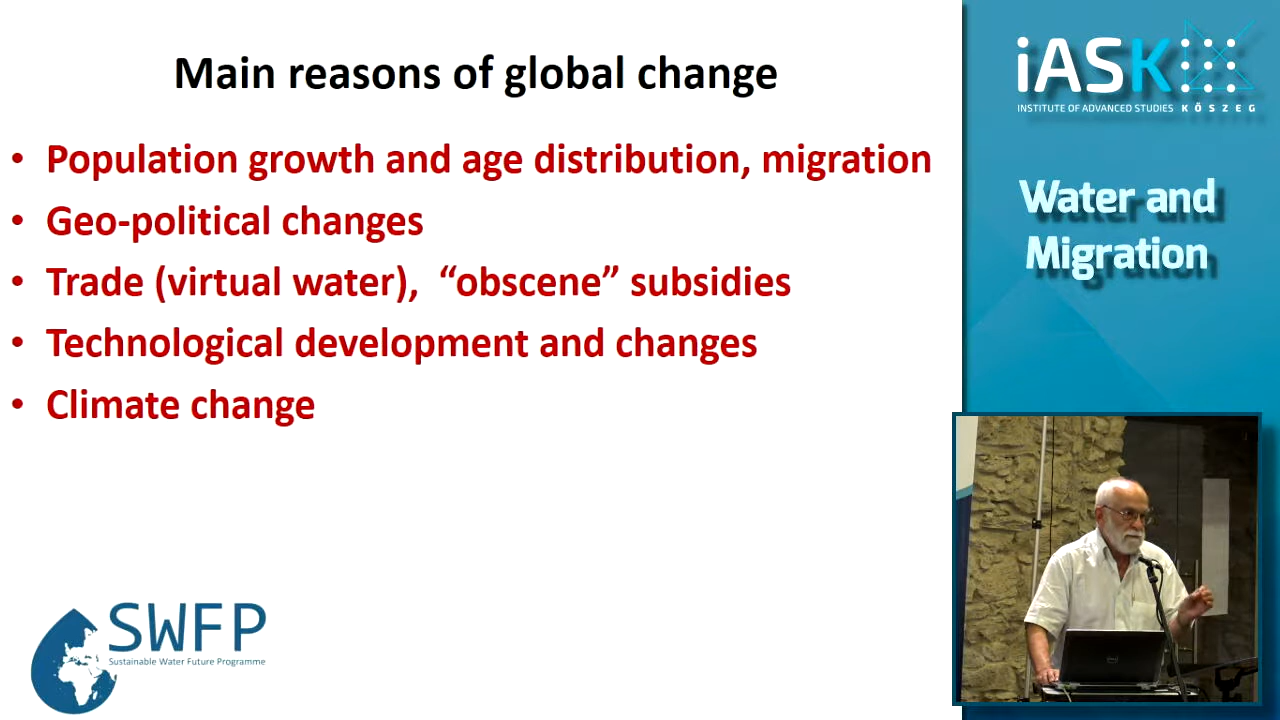 Main reasons of global change
• Population growth and age distribution, migration
• Geo-political changes
• Trade (virtual water), “obscene” subsidies
• Technological development and changes
• Climate change
SWFP
Sustainable Water Future Programme
iASK
INSTITUTE OF ADVANCED STUDIES KŐSZEG
Water and
Migration